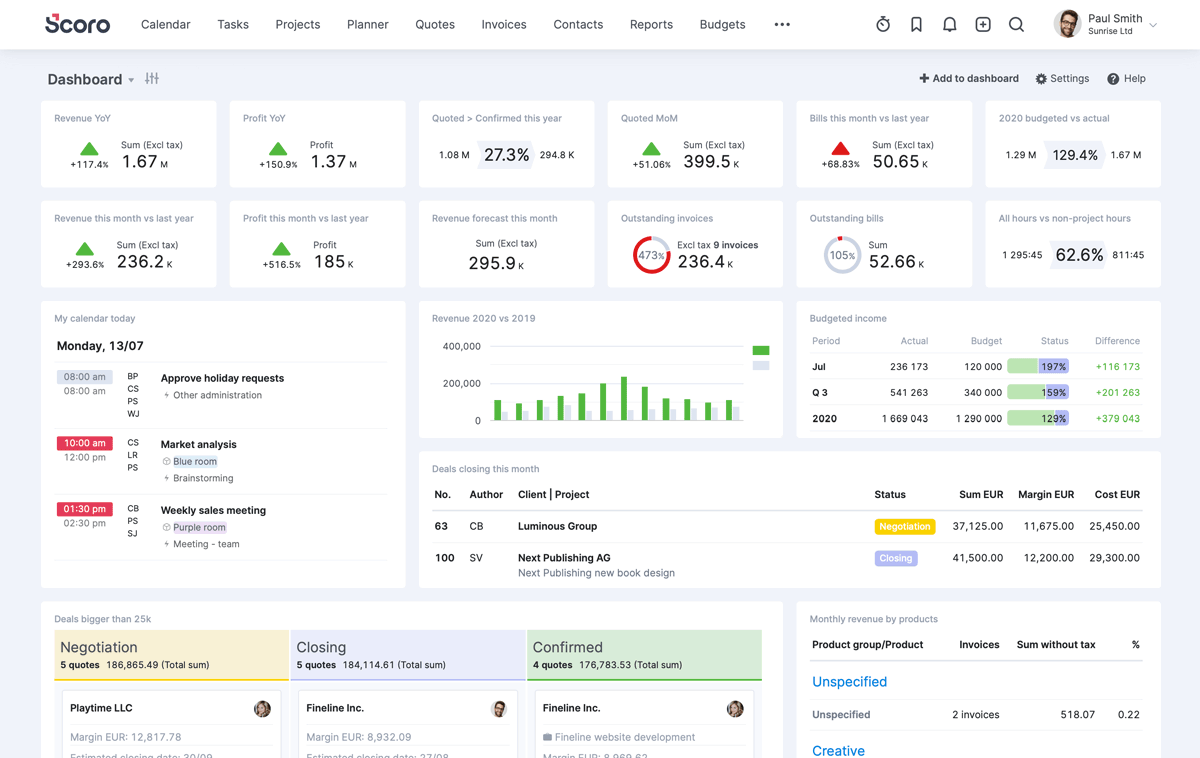 Scoro Calendar Tasks Projects Planner Quotes Invoices Contacts Reports Budgets
Paul Smith
Sunrise Ltd
Dashboard
Add to dashboard Settings Help
Revenue YoY
+117.4%
Sum (Excl tax)
1.67 M
Profit YoY
+150.9%
Profit
1.37 M
Quoted > Confirmed this year
1.08 M 27.3% 294.8 K
Quoted MoM
+51.06%
Sum (Excl tax)
399.5 K
Bills this month vs last year
+68.83%
Sum (Excl tax)
50.65 K
2020 budgeted vs actual
1.29 M 129.4% 1.67 M
Revenue this month vs last year
+293.6%
Sum (Excl tax)
236.2 K
Profit this month vs last year
+516.5%
Profit
185 K
Revenue forecast this month
Sum (Excl tax)
295.9 K
Outstanding invoices
473%
Excl tax 9 invoices
236.4 K
Outstanding bills
105%
Sum
52.66 K
All hours vs non-project hours
1 295:45 62.6% 811:45
My calendar today
Monday, 13/07
08:00 am
08:00 am
BP
CS
PS
WJ
Approve holiday requests
Other administration
10:00 am
12:00 pm
CS
LR
PS
Market analysis
Blue room
Brainstorming
01:30 pm
02:30 pm
CB
PS
SJ
Weekly sales meeting
Purple room
Meeting - team
Revenue 2020 vs 2019
400,000
200,000
0
Budgeted income
Period Actual Budget Status Difference
Jul 236 173 120 000 197% +116 173
Q 3 541 263 340 000 159% +201 263
2020 1 669 043 1 290 000 129% +379 043
Deals closing this month
No. Author Client | Project Status Sum EUR Margin EUR Cost EUR
63 CB Luminous Group Negotiation 37,125.00 11,675.00 25,450.00
100 SV Next Publishing AG Closing 41,500.00 12,200.00 29,300.00
Next Publishing new book design
Deals bigger than 25k
Negotiation
5 quotes 186,865.49 (Total sum)
Playtime LLC
Margin EUR: 12,817.78
Estimated closing date: 30/09
Closing
5 quotes 184,114.61 (Total sum)
Fineline Inc.
Margin EUR: 8,932.09
Estimated closing date: 27/08
Confirmed
4 quotes 176,783.53 (Total sum)
Fineline Inc.
Fineline website development
Margin EUR: 8,969.62
Monthly revenue by products
Product group/Product Invoices Sum without tax %
Unspecified
Unspecified 2 invoices 518.07 0.22
Creative